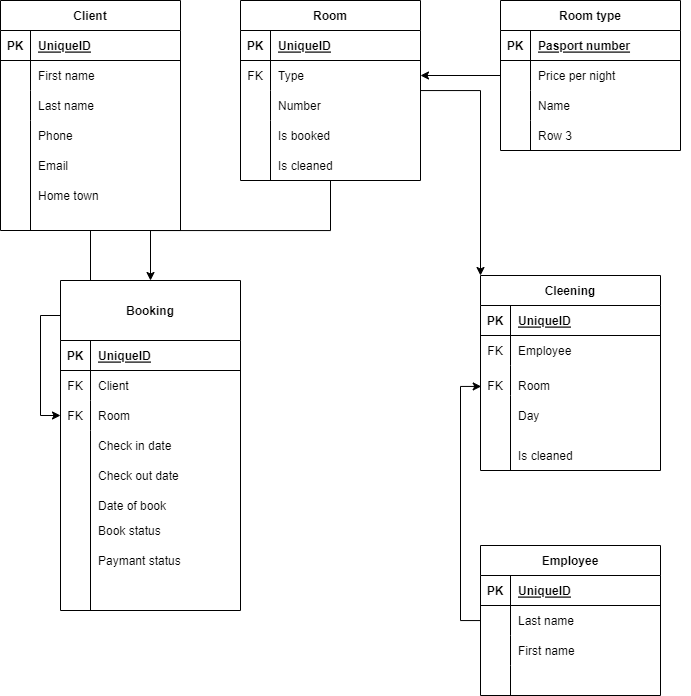 Client
PK UniqueID
First name
Last name
Phone
Email
Home town
Room
PK UniqueID
FK Type
Number
Is booked
Is cleaned
Room type
PK Pasport number
Price per night
Name
Row 3
Booking
PK UniqueID
FK Client
FK Room
Check in date
Check out date
Date of book
Book status
Paymant status
Cleening
PK UniqueID
FK Employee
FK Room
Day
Is cleaned
Employee
PK UniqueID
Last name
First name